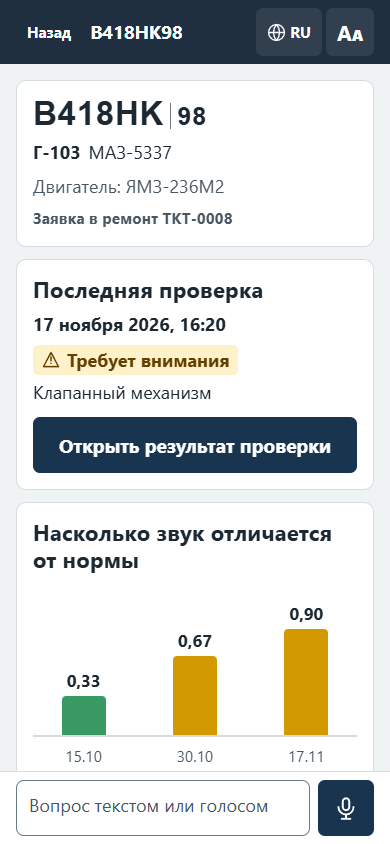 Назад В418НК98 RU Aᴀ
В418НК 98
Г-103 МАЗ-5337
Двигатель: ЯМЗ-236М2
Заявка в ремонт ТКТ-0008
Последняя проверка
17 ноября 2026, 16:20
Требует внимания
Клапанный механизм
Открыть результат проверки
Насколько звук отличается
от нормы
0,33 0,67 0,90
15.10 30.10 17.11
Вопрос текстом или голосом